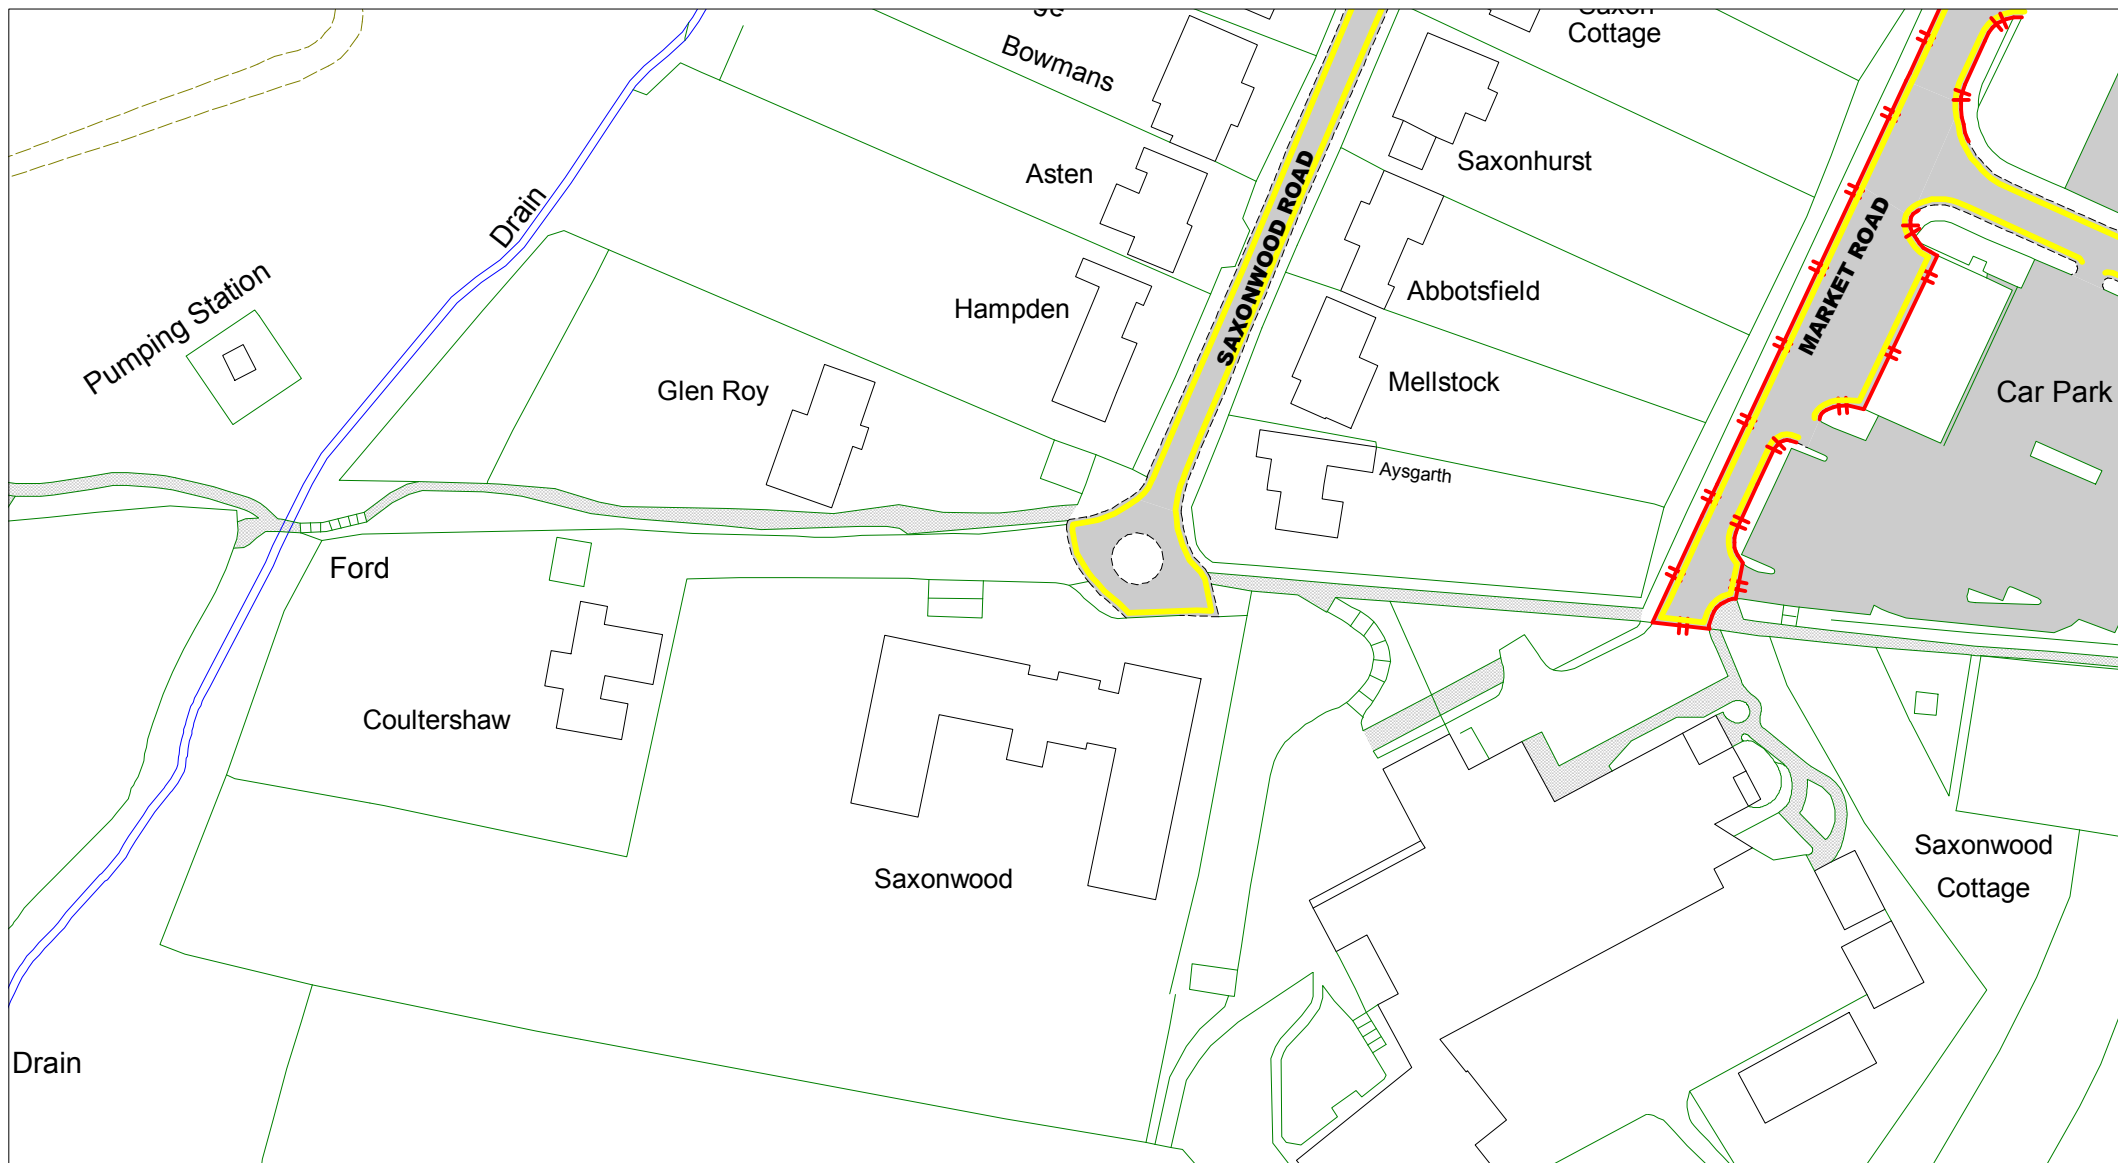 Saxon
Cottage
Bowmans
Asten
Saxonhurst
Drain
SAXONWOOD ROAD
MARKET ROAD
Pumping Station
Hampden
Abbotsfield
Glen Roy
Mellstock
Car Park
Aysgarth
Ford
Coultershaw
Saxonwood
Saxonwood
Cottage
Drain